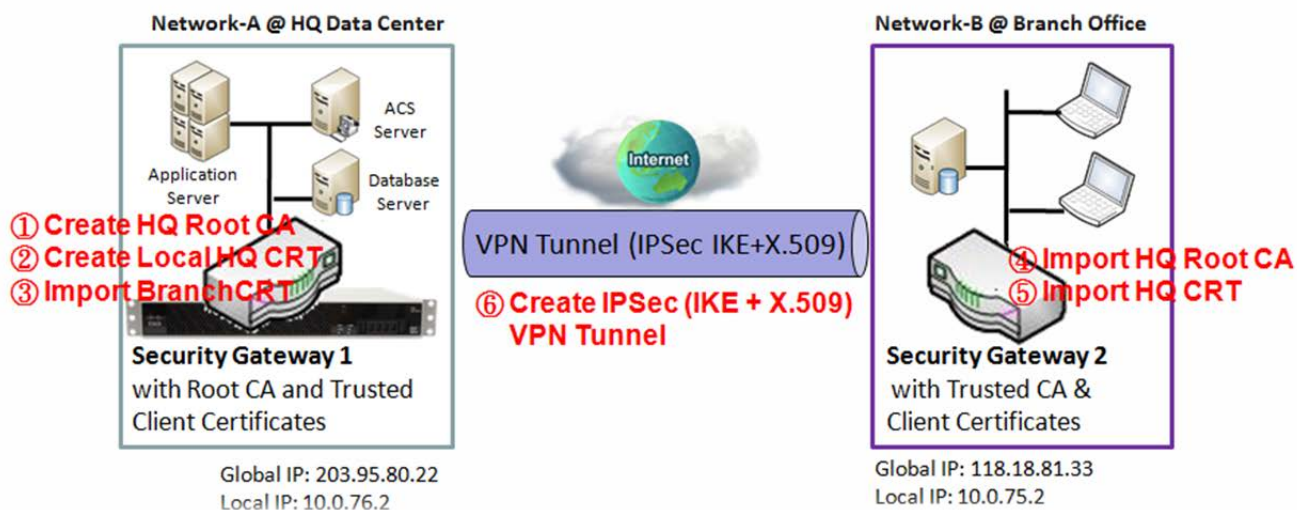 Network-A @ HQ Data Center
Application
Server
ACS
Server
Database
Server
① Create HQ Root CA
② Create Local HQ CRT
③ Import BranchCRT
Security Gateway 1
with Root CA and Trusted
Client Certificates
Global IP: 203.95.80.22
Local IP: 10.0.76.2
Internet
VPN Tunnel (IPSec IKE+X.509)
⑥ Create IPSec (IKE + X.509)
VPN Tunnel
Network-B @ Branch Office
④ Import HQ Root CA
⑤ Import HQ CRT
Security Gateway 2
with Trusted CA &
Client Certificates
Global IP: 118.18.81.33
Local IP: 10.0.75.2